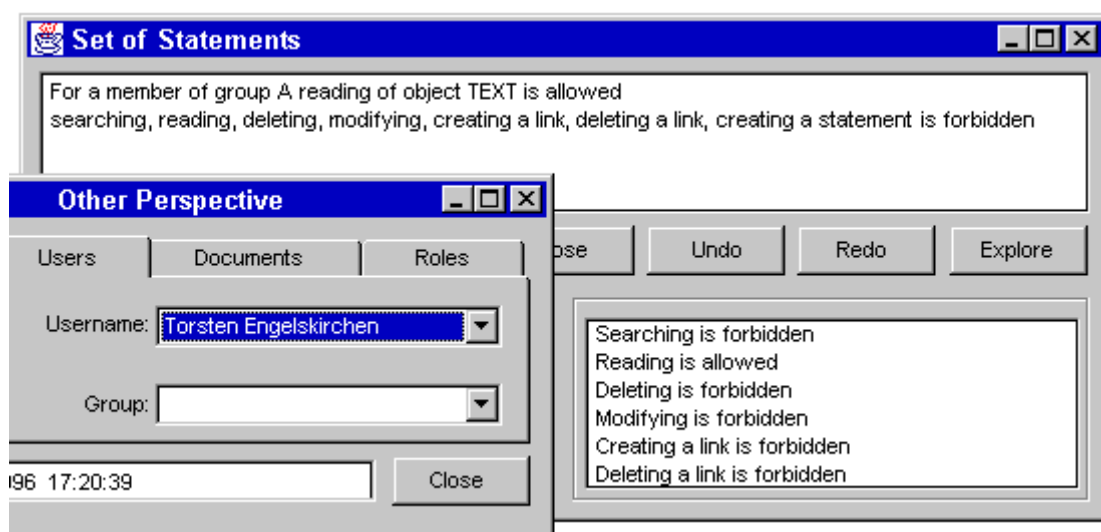 Set of Statements
For a member of group A reading of object TEXT is allowed
searching, reading, deleting, modifying, creating a link, deleting a link, creating a statement is forbidden
Other Perspective
Users Documents Roles
Username: Torsten Engelskirchen
Group:
96 17:20:39 Close
ose Undo Redo Explore
Searching is forbidden
Reading is allowed
Deleting is forbidden
Modifying is forbidden
Creating a link is forbidden
Deleting a link is forbidden